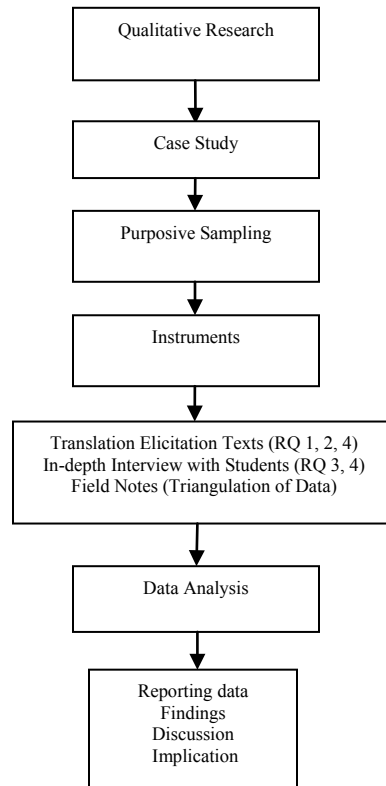 Qualitative Research
Case Study
Purposive Sampling
Instruments
Translation Elicitation Texts (RQ 1, 2, 4)
In-depth Interview with Students (RQ 3, 4)
Field Notes (Triangulation of Data)
Data Analysis
Reporting data
Findings
Discussion
Implication